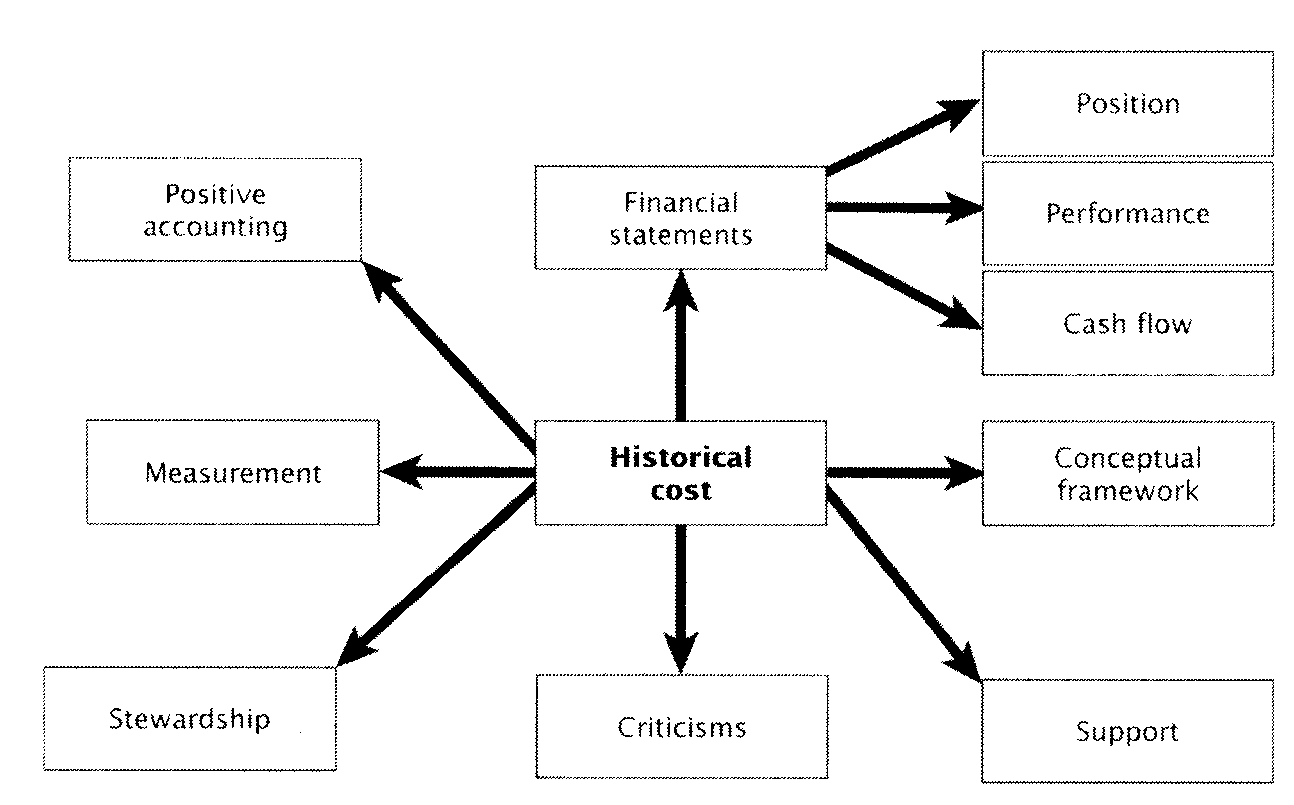 Position
Positive
accounting
Financial
statements
Performance
Cash flow
Measurement
Historical
cost
Conceptual
framework
Stewardship
Criticisms
Support